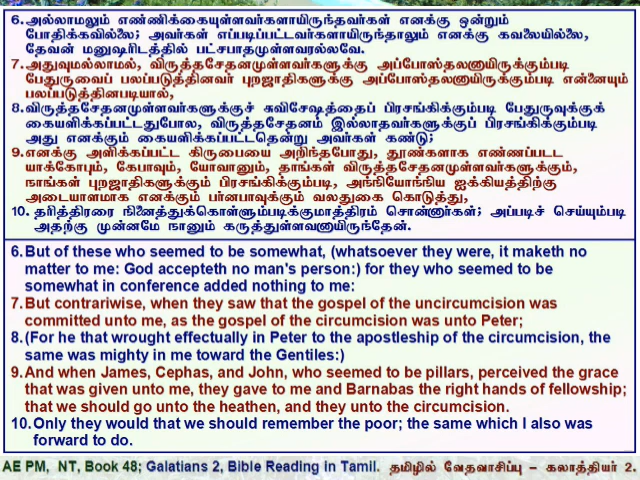 6.அல்லாமலும் எண்ணிக்கையுள்ளவர்களாயிருந்தவர்கள் எனக்கு ஒன்றும்
போதிக்கவில்லை; அவர்கள் எப்படிப்பட்டவர்களாயிருந்தாலும் எனக்கு கவலையில்லை,
தேவன் மனுஷரிடத்தில் பட்சபாதமுள்ளவரல்லவே.
7.அதுவுமல்லாமல், விருத்தசேதனமுள்ளவர்களுக்கு அப்போஸ்தலனாயிருக்கும்படி
பேதுருவைப் பலப்படுத்தினவர் புறஜாதிகளுக்கு அப்போஸ்தலனாயிருக்கும்படி என்னையும்
பலப்படுத்தினபடியால்,
8.விருத்தசேதனமுள்ளவர்களுக்குச் சுவிசேஷத்தைப் பிரசங்கிக்கும்படி பேதுருவுக்குக்
கையளிக்கப்பட்டதுபோல, விருத்தசேதனம் இல்லாதவர்களுக்குப் பிரசங்கிக்கும்படி
அது எனக்கும் கையளிக்கப்பட்டதென்று அவர்கள் கண்டு;
9.எனக்கு அளிக்கப்பட்ட கிருபையை அறிந்தபோது, தூண்களாக எண்ணப்படட
யாக்கோபும், கேபாவும், யோவானும், தாங்கள் விருத்தசேதனமுள்ளவர்களுக்கும்,
நாங்கள் புறஜாதிகளுக்கும் பிரசங்கிக்கும்படி, அந்நியோந்நிய ஐக்கியத்திற்கு
அடையாளமாக எனக்கும் பர்னபாவுக்கும் வலதுகை கொடுத்து,
10. தரித்திரரை நினைத்துக்கொள்ளும்படிக்குமாத்திரம் சொன்னார்கள்; அப்படிச் செய்யும்படி
அதற்கு முன்னமே நானும் கருத்துள்ளவனாயிருந்தேன்.
6.But of these who seemed to be somewhat, (whatsoever they were, it maketh no
matter to me: God accepteth no man's person:) for they who seemed to be
somewhat in conference added nothing to me:
7.But contrariwise, when they saw that the gospel of the uncircumcision was
committed unto me, as the gospel of the circumcision was unto Peter;
8.(For he that wrought effectually in Peter to the apostleship of the circumcision, the
same was mighty in me toward the Gentiles:)
9.And when James, Cephas, and John, who seemed to be pillars, perceived the grace
that was given unto me, they gave to me and Barnabas the right hands of fellowship;
that we should go unto the heathen, and they unto the circumcision.
10. Only they would that we should remember the poor; the same which I also was
forward to do.
AE PM, NT, Book 48; Galatians 2, Bible Reading in Tamil. தமிழில் வேதவாசிப்பு – கலாத்தியர் 2.